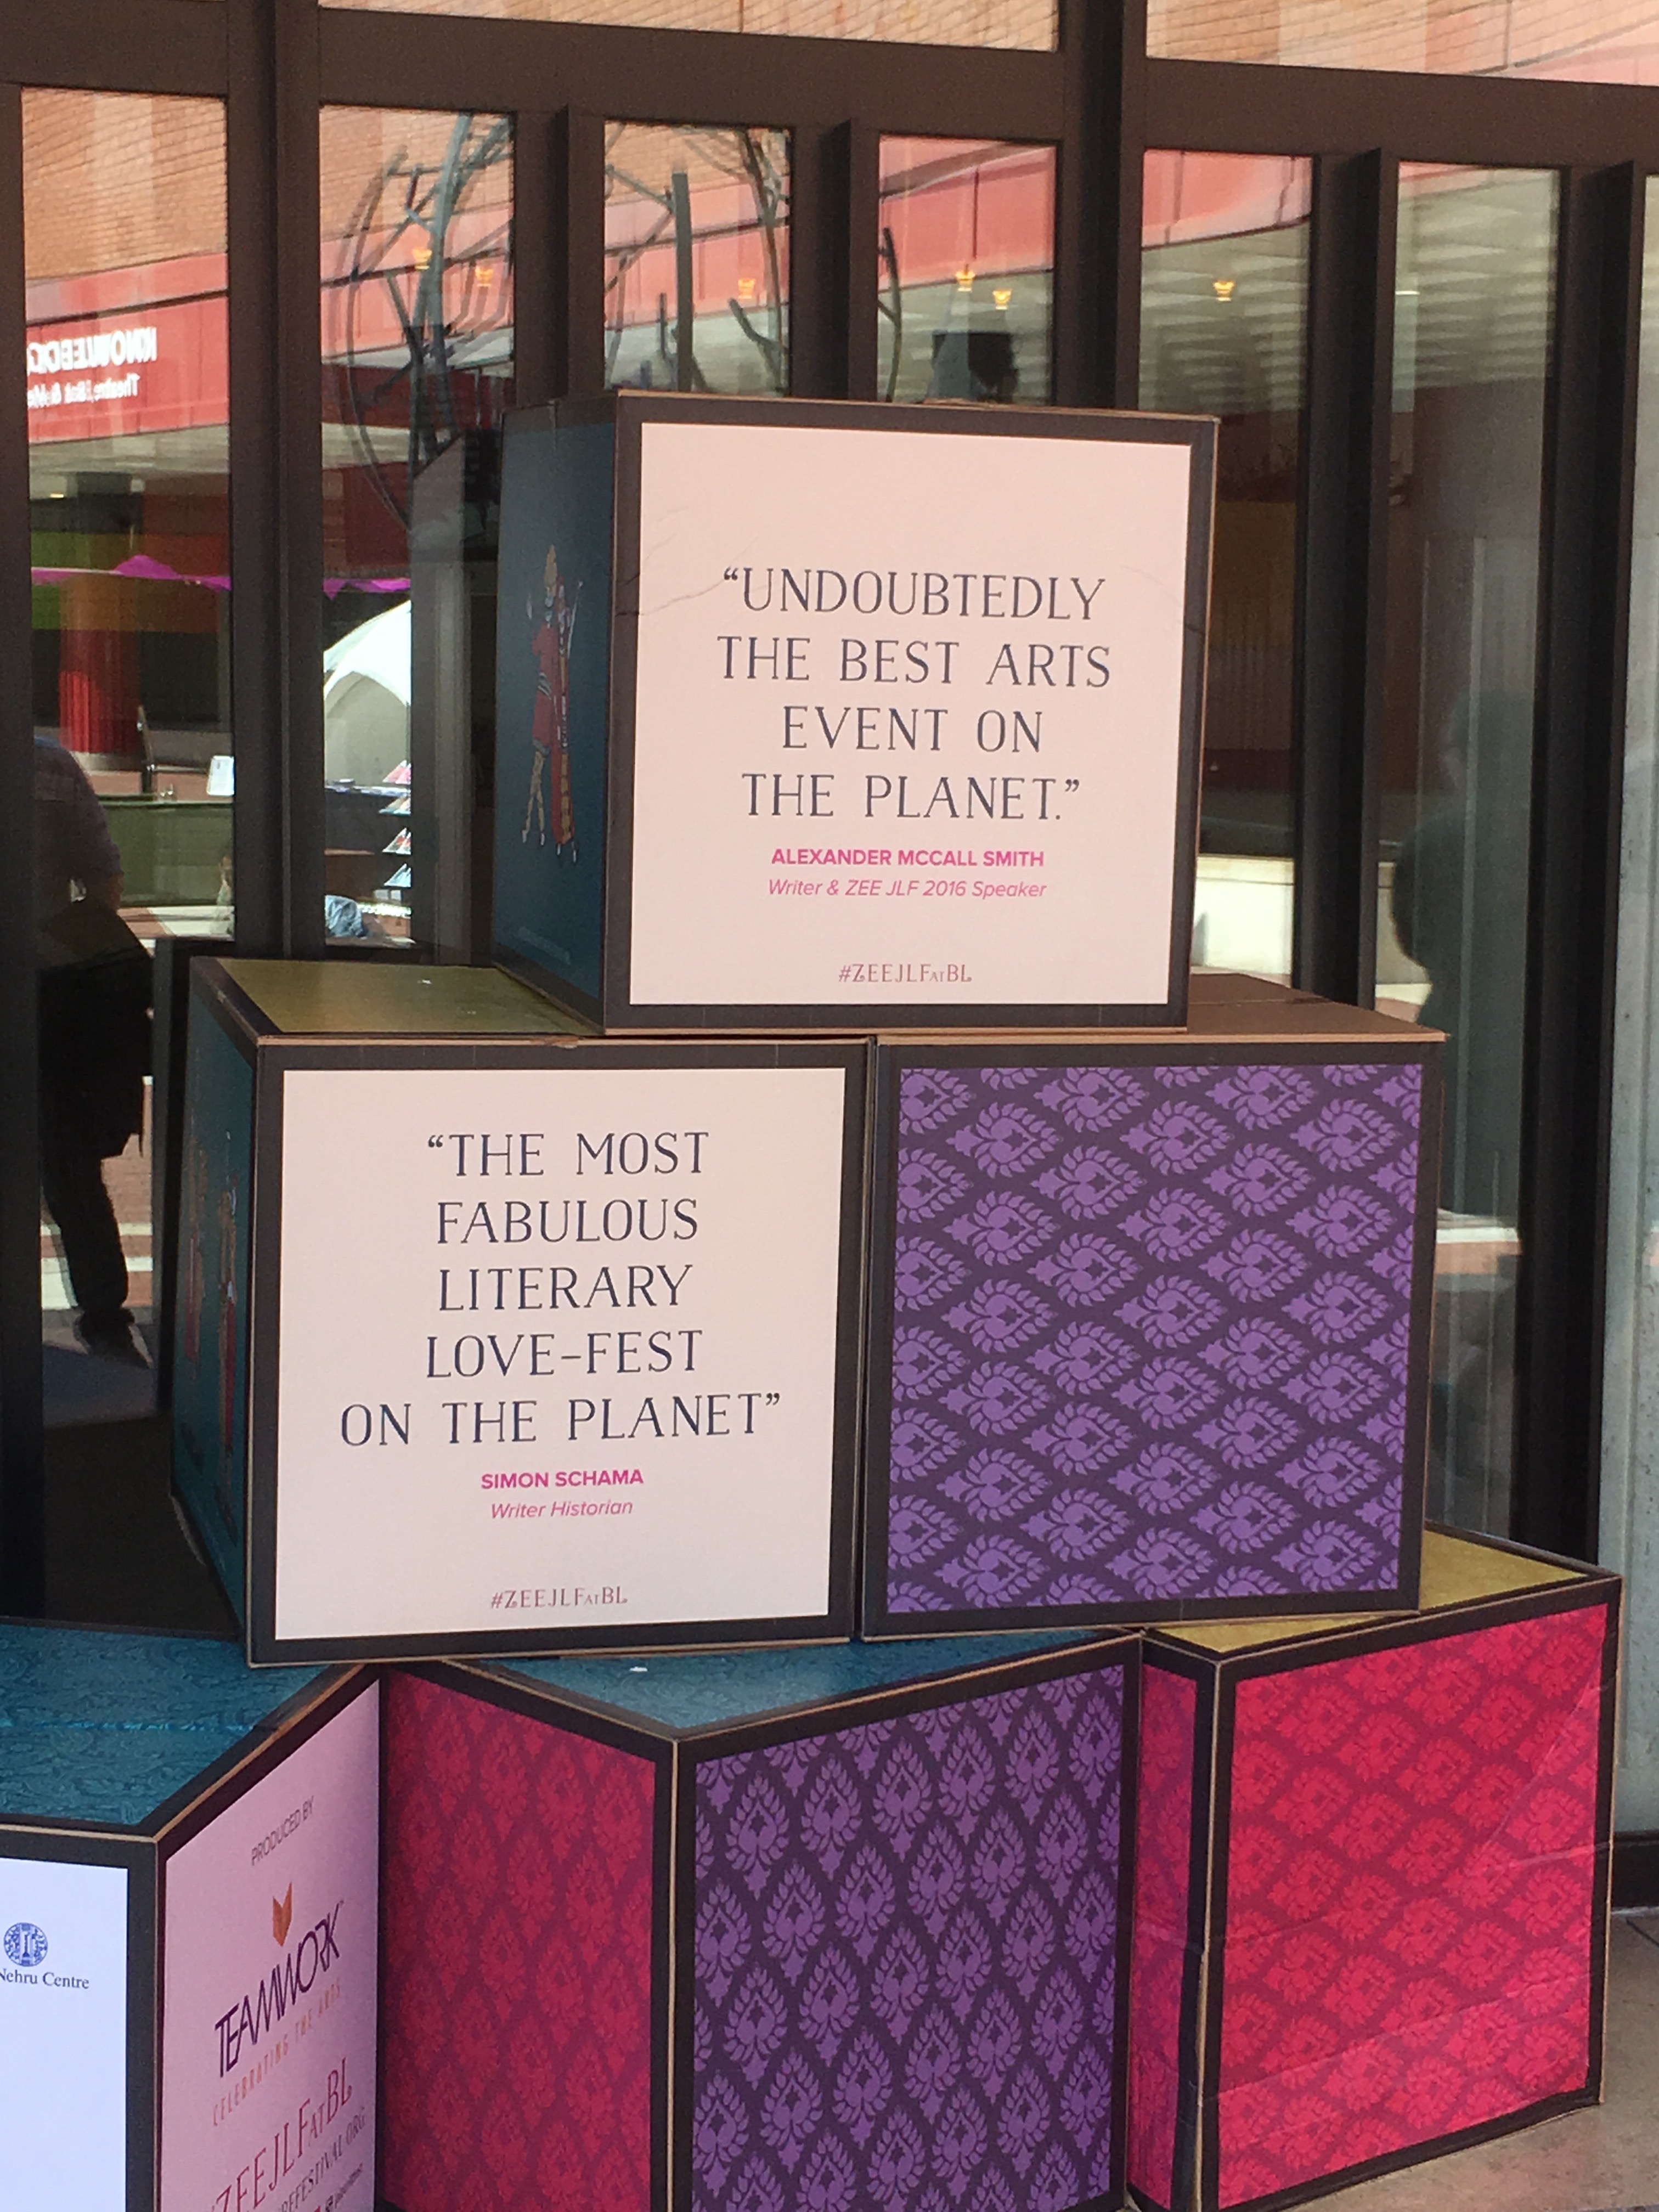 “UNDOUBTEDLY
THE BEST ARTS
EVENT ON
THE PLANET.”
ALEXANDER MCCALL SMITH
Writer & ZEE JLF 2016 Speaker
#ZEEJLFATBL
“THE MOST
FABULOUS
LITERARY
LOVE-FEST
ON THE PLANET”
SIMON SCHAMA
Writer Historian
#ZEEJLFATBL
Nehru Centre
PRODUCED BY
TEAMWORK
CELEBRATING THE ARTS
#ZEEJLFATBL